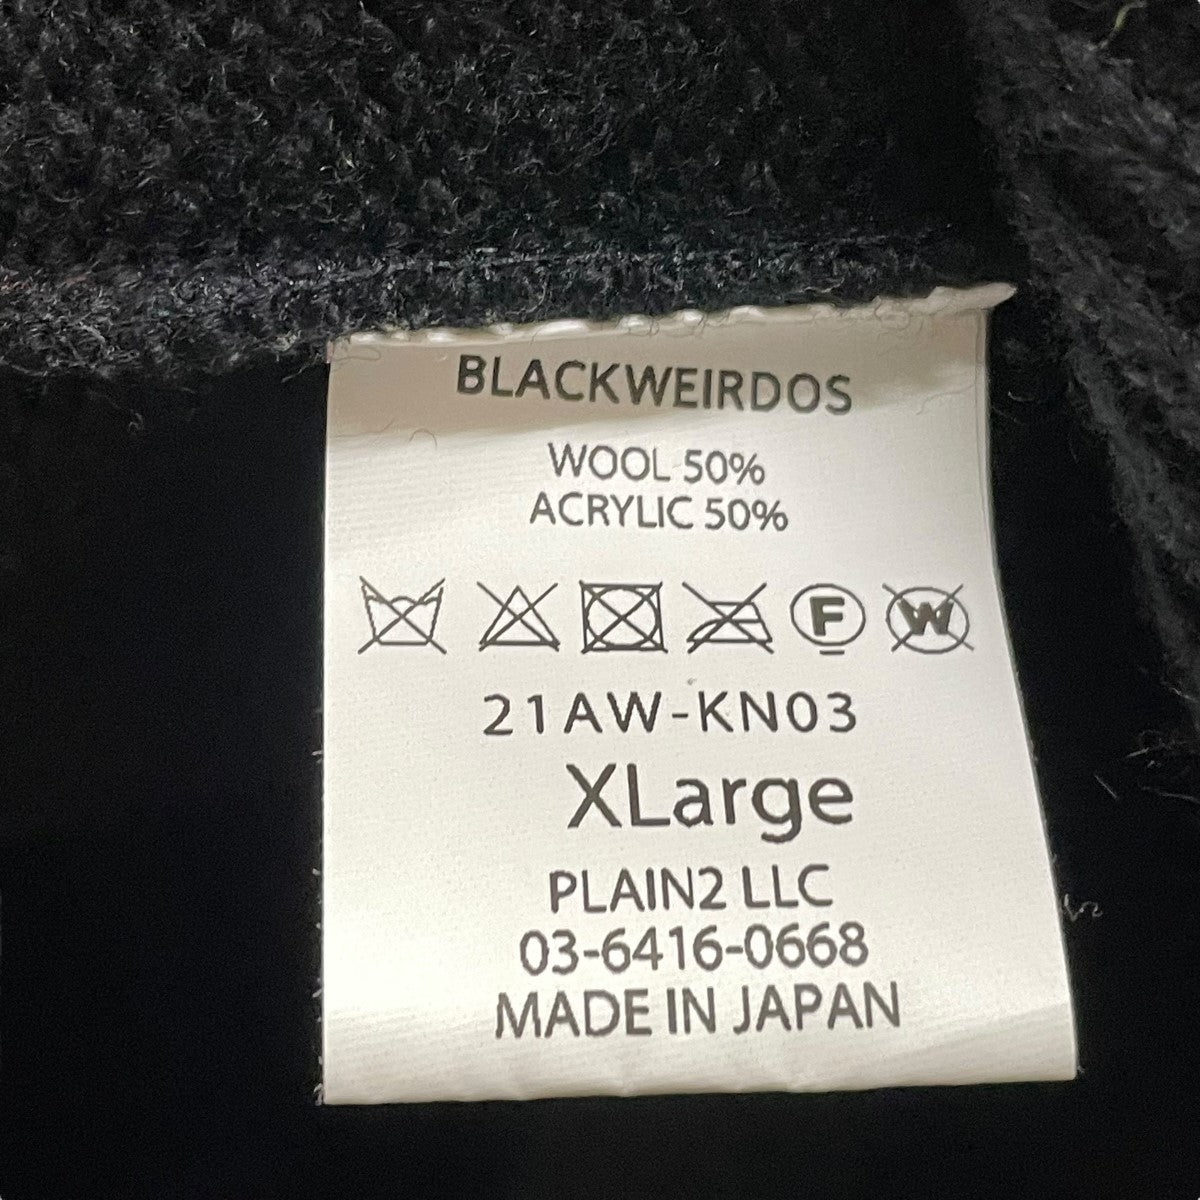 BLACKWEIRDOS
WOOL 50%
ACRYLIC 50%
F W
21AW-KN03
XLarge
PLAIN2 LLC
03-6416-0668
MADE IN JAPAN